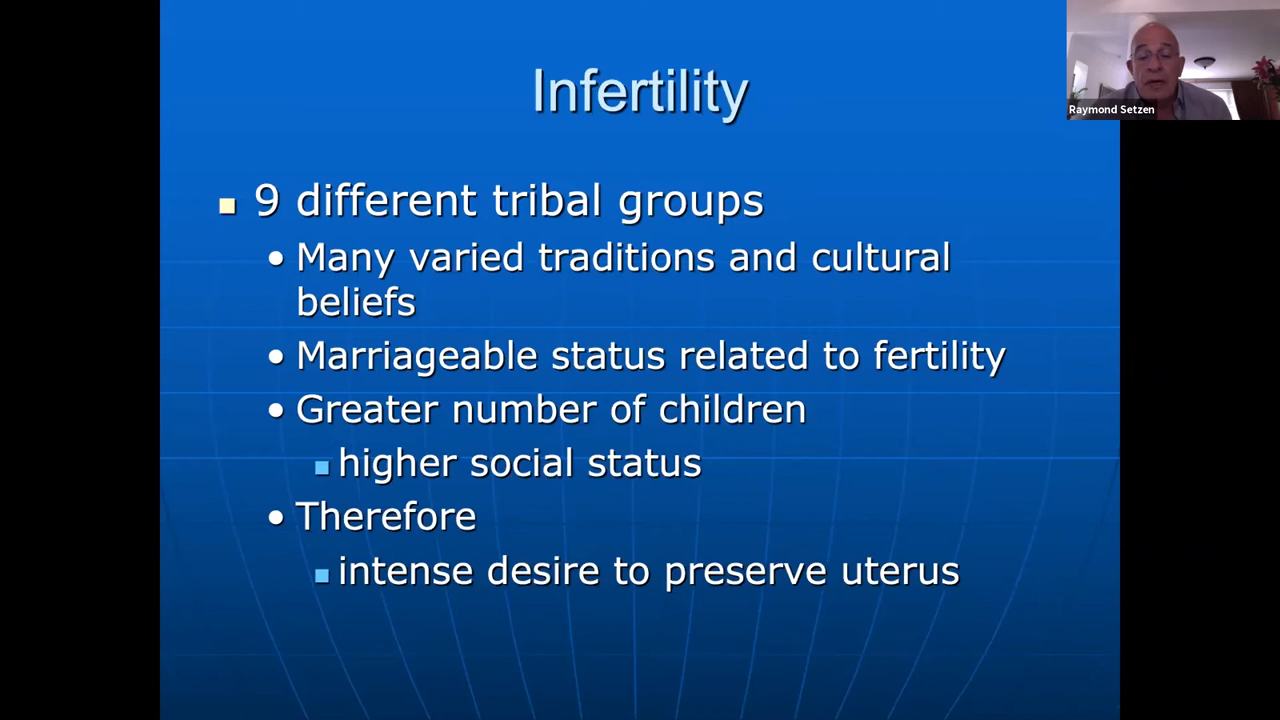 Infertility
Raymond Setzen
9 different tribal groups
Many varied traditions and cultural
beliefs
Marriageable status related to fertility
Greater number of children
higher social status
Therefore
intense desire to preserve uterus